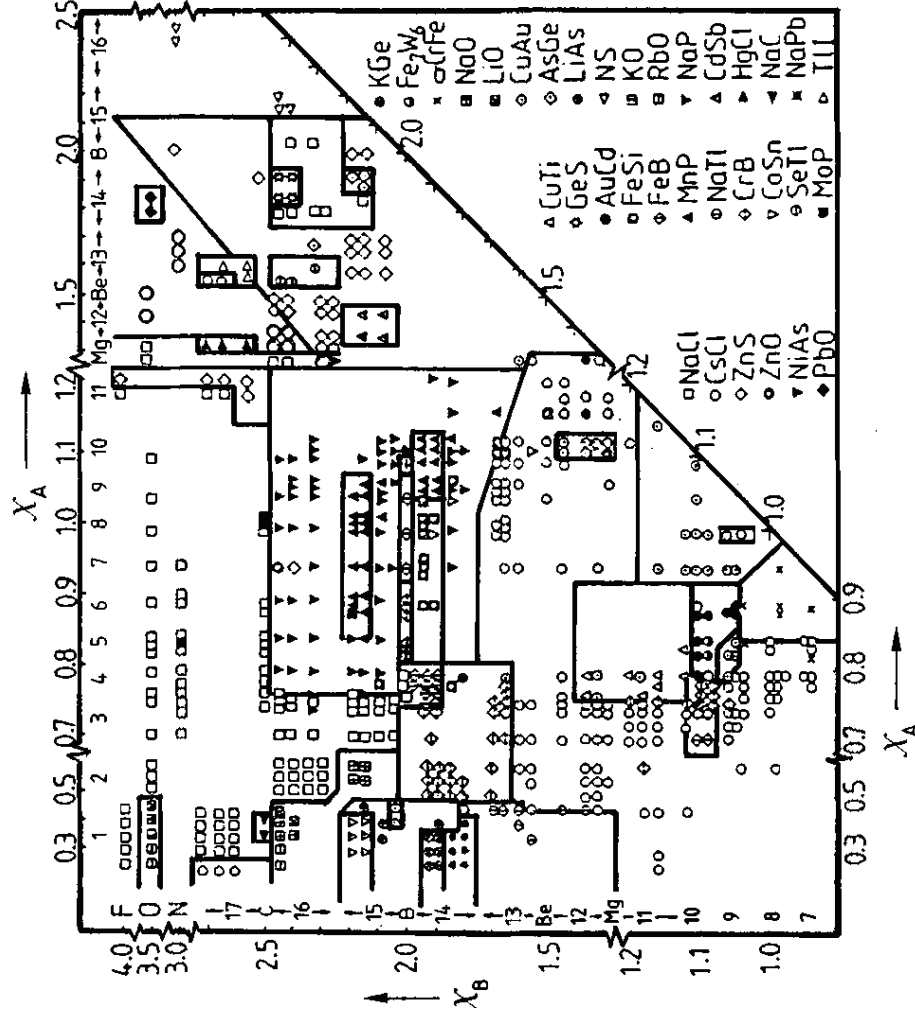 χ_A →
0.3 0.5 0.7 0.8 0.9 1.0 1.1 1.2 1.5 2.0 2.5
1 2 3 4 5 6 7 8 9 10 11 Mg ←12→ Be ←13→ ←14→ B ←15→ ←16→
χ_B →
4.0 F
3.5 O
3.0 N
17
2.5 C
16
15
2.0 B
14
13
1.5 Be
12
1.2 Mg
11
1.1 10
9
1.0 8
7
0.3 0.5 0.7 0.8 0.9
χ_A →
1.0
1.1
1.2
1.5
2.0
□ NaCl
○ CsCl
◇ ZnS
○ ZnO
▼ NiAs
◆ PbO
△ CuTi
GeS
● AuCd
□ FeSi
FeB
▲ MnP
NaTl
◇ CrB
▽ CoSn
SeTl
MoP
● KGe
Fe₇W₆
× σCrFe
NaO
LiO
CuAu
AsGe
LiAs
NS
KO
RbO
NaP
CdSb
HgCl
NaC
NaPb
TlI